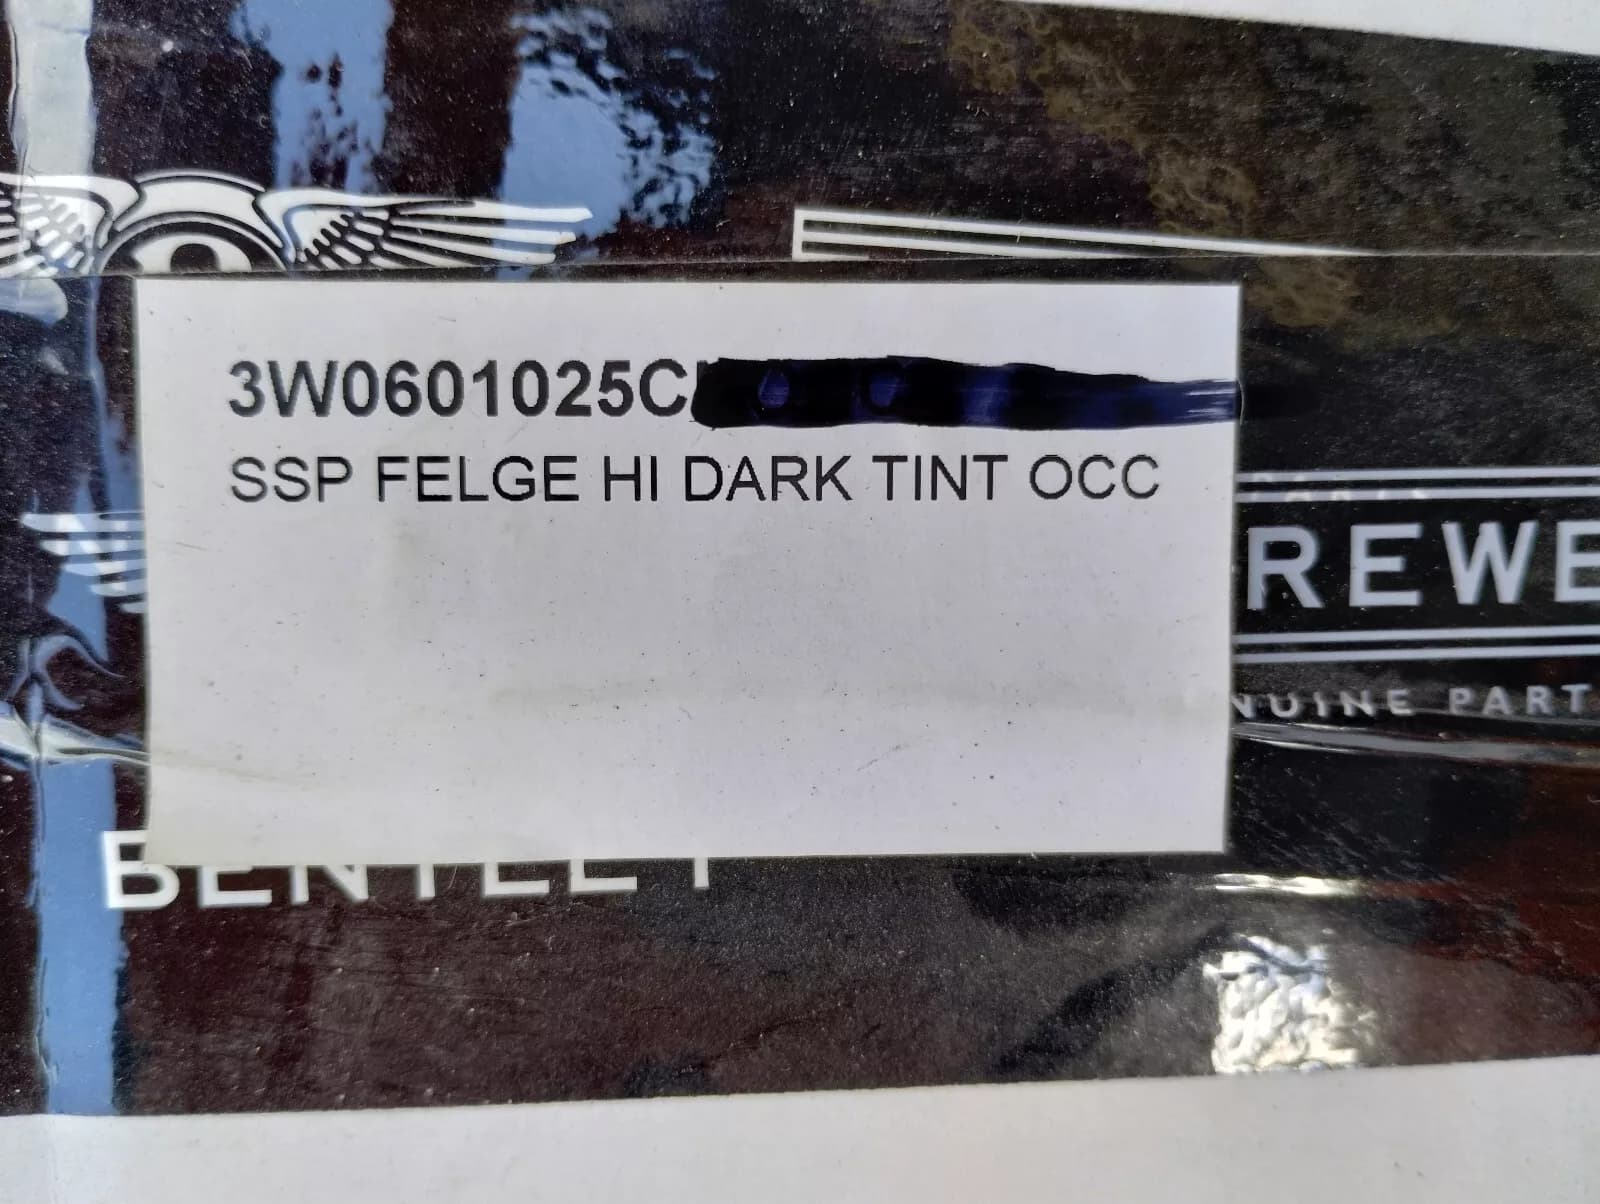 3W0601025C
SSP FELGE HI DARK TINT OCC
REWE
NUINE PART
BENTLEY